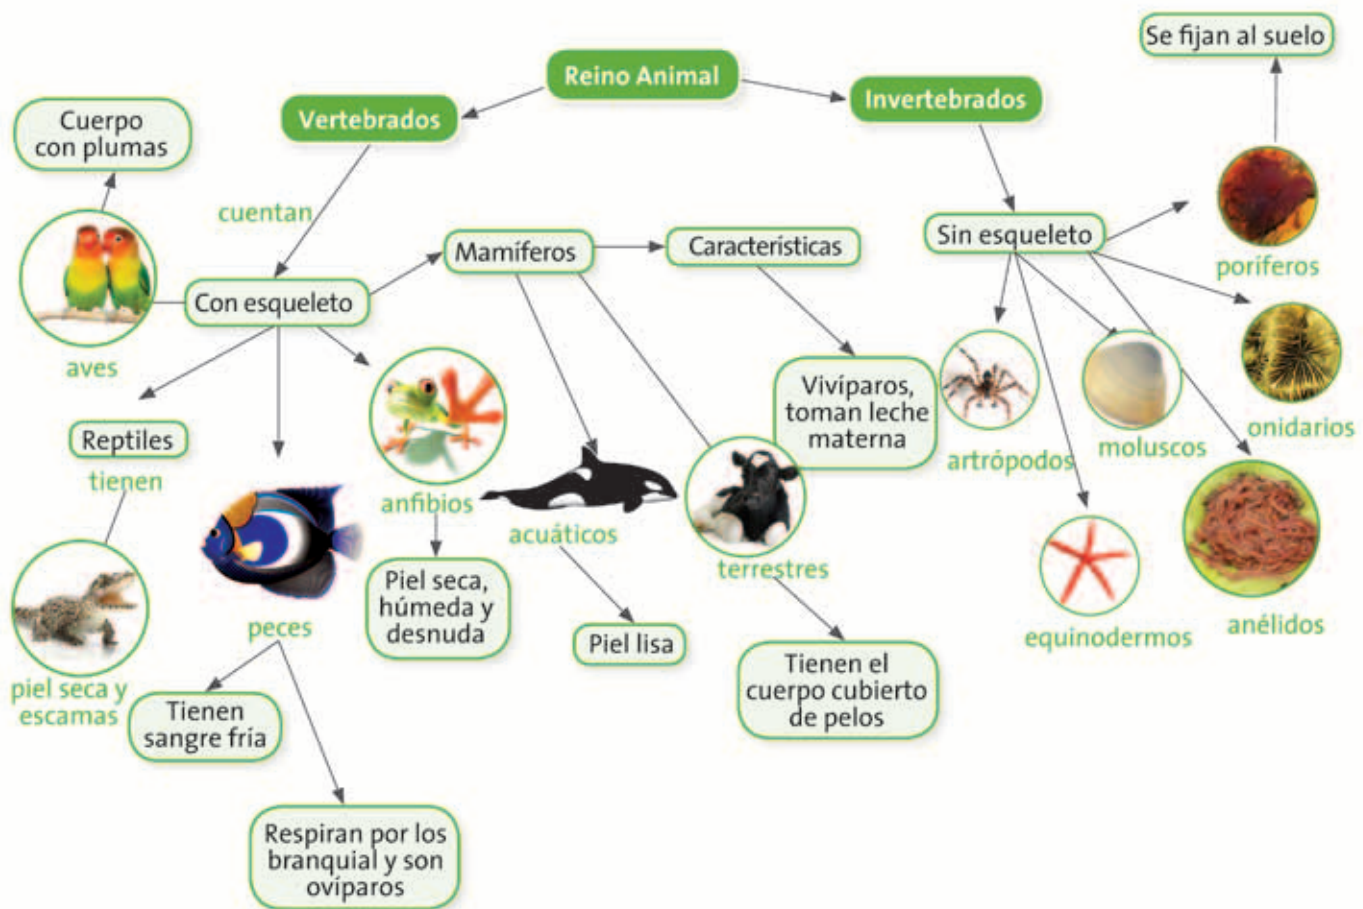 Se fijan al suelo
Reino Animal
Vertebrados
Invertebrados
Cuerpo
con plumas
cuentan
Mamíferos
Características
Sin esqueleto
poríferos
Con esqueleto
aves
Vivíparos,
toman leche
materna
Reptiles
tienen
anfibios
acuáticos
terrestres
artrópodos
moluscos
onidarios
Piel seca,
húmeda y
desnuda
peces
Piel lisa
Tienen el
cuerpo cubierto
de pelos
equinodermos
anélidos
piel seca y
escamas
Tienen
sangre fría
Respiran por los
branquial y son
ovíparos